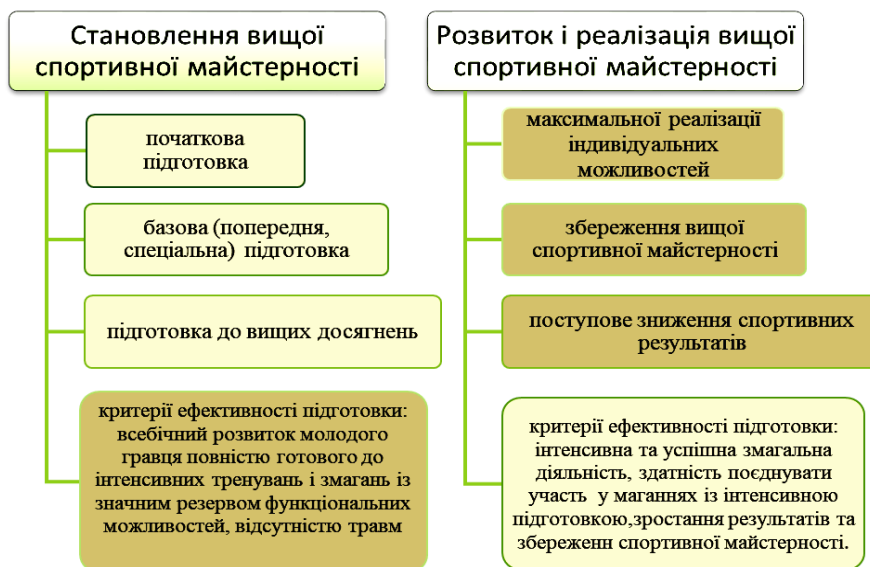 Становлення вищої
спортивної майстерності
початкова
підготовка
базова (попередня,
спеціальна) підготовка
підготовка до вищих досягнень
критерії ефективності підготовки:
всебічний розвиток молодого
гравця повністю готового до
інтенсивних тренувань і змагань із
значним резервом функціональних
можливостей, відсутністю травм
Розвиток і реалізація вищої
спортивної майстерності
максимальної реалізації
індивідуальних
можливостей
збереження вищої
спортивної майстерності
поступове зниження спортивних
результатів
критерії ефективності підготовки:
інтенсивна та успішна змагальна
діяльність, здатність поєднувати
участь у маганнях із інтенсивною
підготовкою,зростання результатів та
збереженн спортивної майстерності.